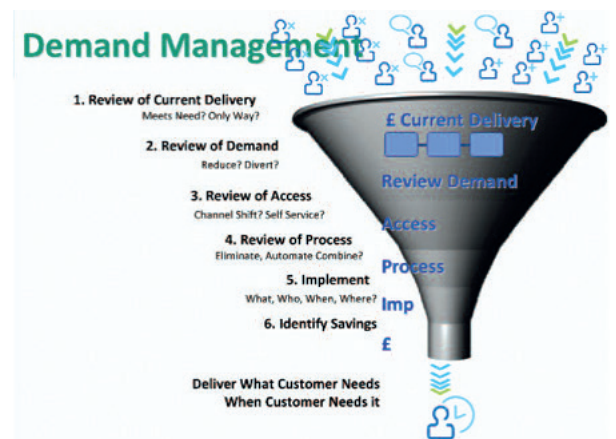 Demand Management
1. Review of Current Delivery
Meets Need? Only Way?
2. Review of Demand
Reduce? Divert?
3. Review of Access
Channel Shift? Self Service?
4. Review of Process
Eliminate, Automate Combine?
5. Implement
What, Who, When, Where?
6. Identify Savings
Deliver What Customer Needs
When Customer Needs it
£ Current Delivery
Review Demand
Access
Process
Imp
£